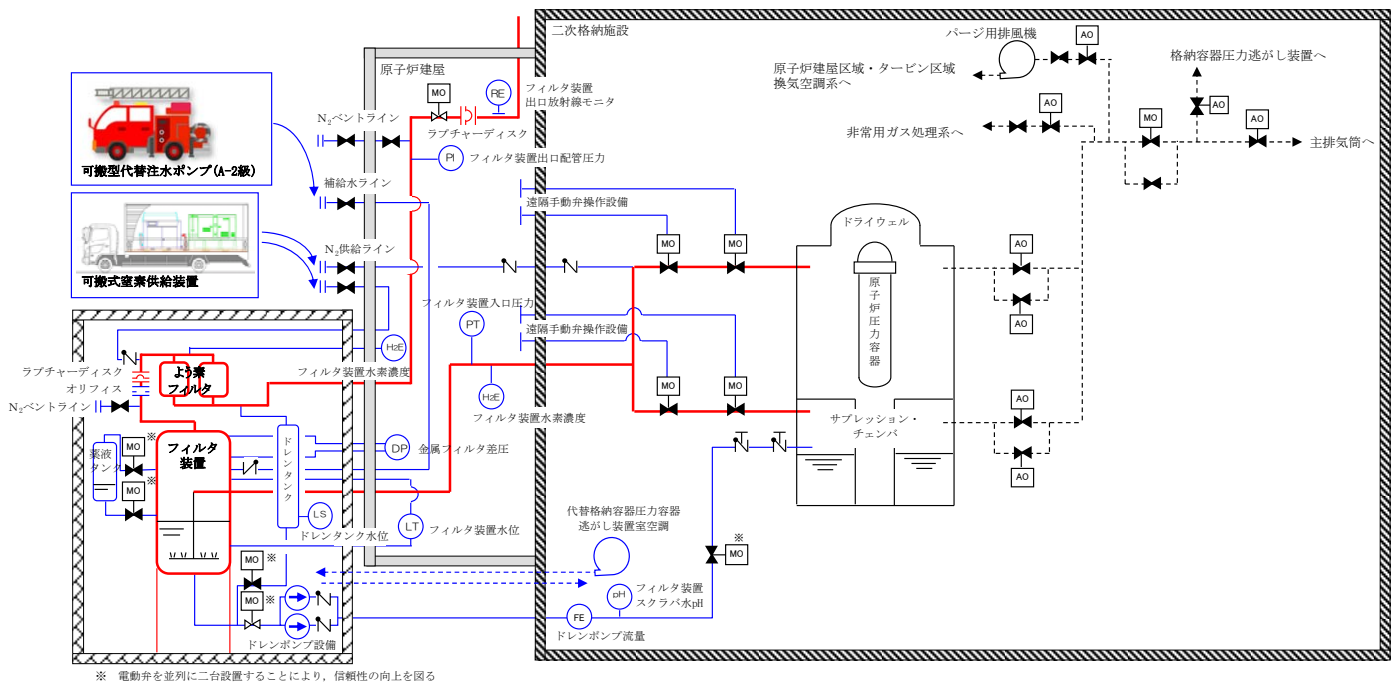 二次格納施設
パージ用排風機
AO
格納容器圧力逃がし装置へ
原子炉建屋区域・タービン区域
換気空調系へ
AO
AO
MO
AO
非常用ガス処理系へ
主排気筒へ
原子炉建屋
MO
RE
フィルタ装置
出口放射線モニタ
N₂ベントライン
ラプチャーディスク
PI
フィルタ装置出口配管圧力
可搬型代替注水ポンプ(A-2級)
補給水ライン
遠隔手動弁操作設備
MO
MO
ドライウェル
原子炉圧力容器
AO
AO
N₂供給ライン
可搬式窒素供給装置
フィルタ装置入口圧力
PT
遠隔手動弁操作設備
H2E
フィルタ装置水素濃度
ラプチャーディスク
オリフィス
N₂ベントライン
よう素
フィルタ
H2E
フィルタ装置水素濃度
MO
MO
サプレッション・
チェンバ
AO
AO
※
MO
薬液
タンク
※
MO
フィルタ
装置
ドレンタンク
DP
金属フィルタ差圧
LS
ドレンタンク水位
LT
フィルタ装置水位
代替格納容器圧力容器
逃がし装置室空調
※
MO
MO
※
MO
※
ドレンポンプ設備
pH
フィルタ装置
スクラバ水pH
FE
ドレンポンプ流量
※ 電動弁を並列に二台設置することにより，信頼性の向上を図る